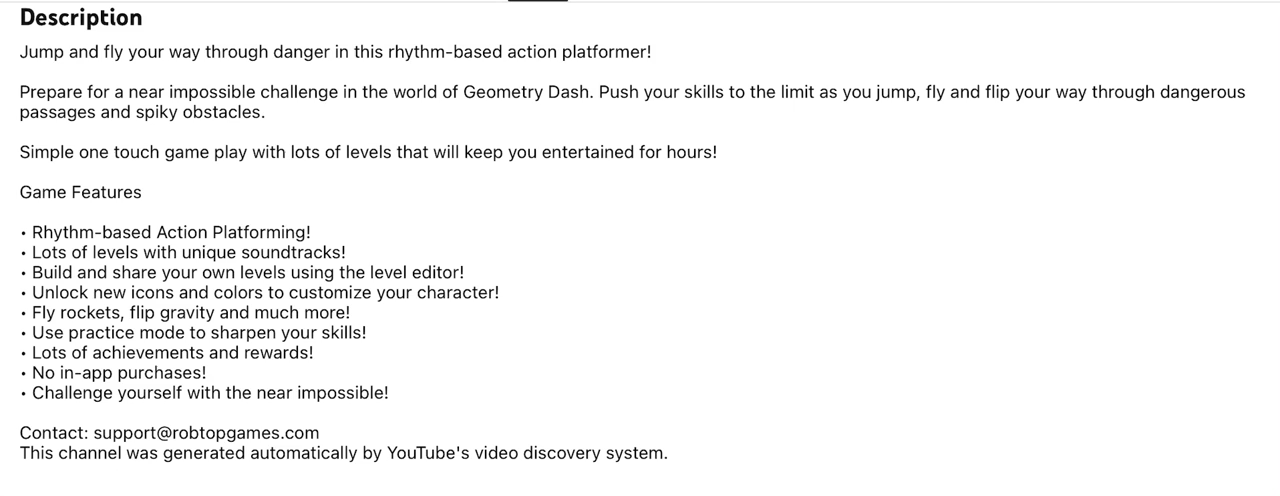 Description
Jump and fly your way through danger in this rhythm-based action platformer!
Prepare for a near impossible challenge in the world of Geometry Dash. Push your skills to the limit as you jump, fly and flip your way through dangerous
passages and spiky obstacles.
Simple one touch game play with lots of levels that will keep you entertained for hours!
Game Features
• Rhythm-based Action Platforming!
• Lots of levels with unique soundtracks!
• Build and share your own levels using the level editor!
• Unlock new icons and colors to customize your character!
• Fly rockets, flip gravity and much more!
• Use practice mode to sharpen your skills!
• Lots of achievements and rewards!
• No in-app purchases!
• Challenge yourself with the near impossible!
Contact: support@robtopgames.com
This channel was generated automatically by YouTube's video discovery system.